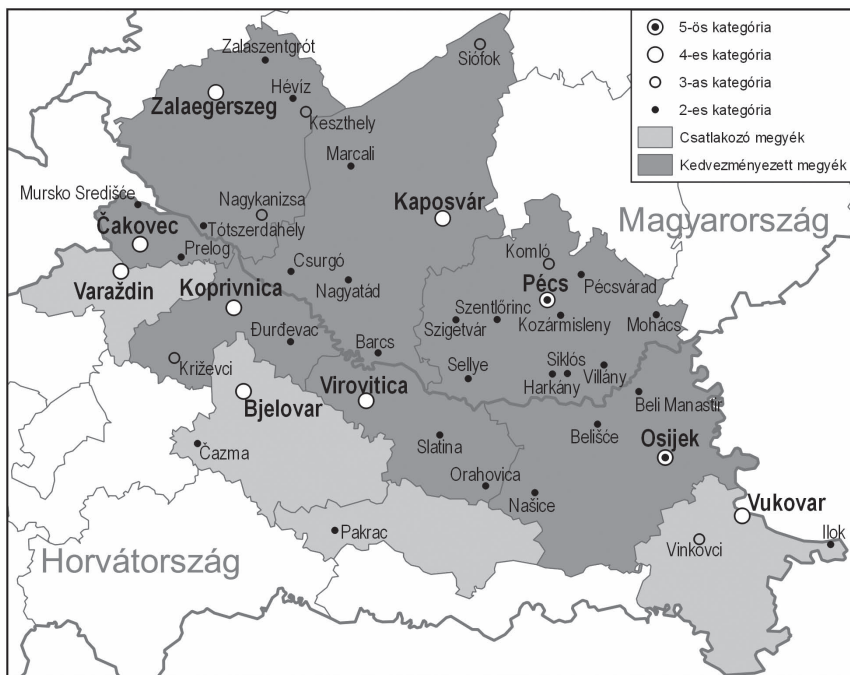 5-ös kategória
4-es kategória
3-as kategória
2-es kategória
Csatlakozó megyék
Kedvezményezett megyék
Zalaszentgrót
Siófok
Hévíz
Zalaegerszeg
Keszthely
Marcali
Mursko Središće
Nagykanizsa
Kaposvár
Magyarország
Čakovec
Tótszerdahely
Prelog
Komló
Csurgó
Pécsvárad
Varaždin
Koprivnica
Nagyatád
Pécs
Szentlőrinc
Szigetvár
Kozármisleny
Mohács
Đurđevac
Barcs
Križevci
Sellye
Siklós
Villány
Harkány
Virovitica
Bjelovar
Beli Manastir
Slatina
Belišće
Osijek
Čazma
Orahovica
Našice
Vukovar
Pakrac
Vinkovci
Ilok
Horvátország